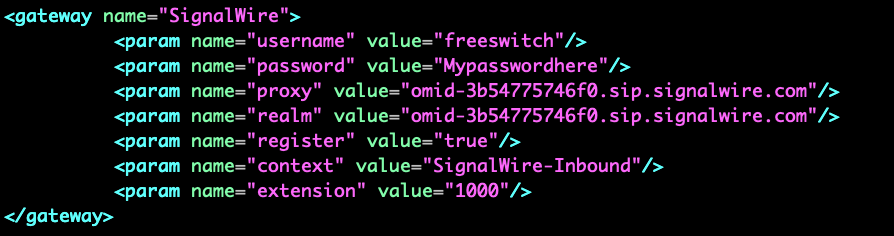 <gateway name="SignalWire">
<param name="username" value="freeswitch"/>
<param name="password" value="Mypasswordhere"/>
<param name="proxy" value="omid-3b54775746f0.sip.signalwire.com"/>
<param name="realm" value="omid-3b54775746f0.sip.signalwire.com"/>
<param name="register" value="true"/>
<param name="context" value="SignalWire-Inbound"/>
<param name="extension" value="1000"/>
</gateway>